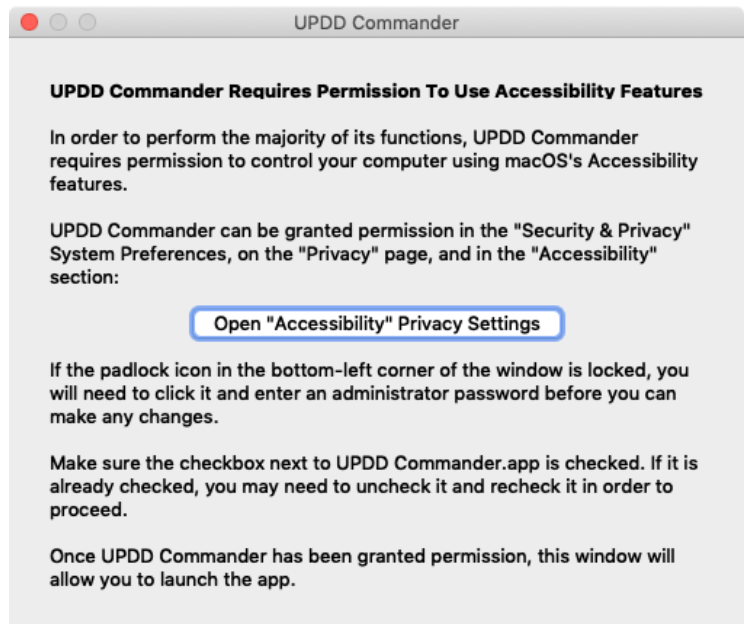 UPDD Commander
UPDD Commander Requires Permission To Use Accessibility Features
In order to perform the majority of its functions, UPDD Commander
requires permission to control your computer using macOS's Accessibility
features.
UPDD Commander can be granted permission in the "Security & Privacy"
System Preferences, on the "Privacy" page, and in the "Accessibility"
section:
Open "Accessibility" Privacy Settings
If the padlock icon in the bottom-left corner of the window is locked, you
will need to click it and enter an administrator password before you can
make any changes.
Make sure the checkbox next to UPDD Commander.app is checked. If it is
already checked, you may need to uncheck it and recheck it in order to
proceed.
Once UPDD Commander has been granted permission, this window will
allow you to launch the app.